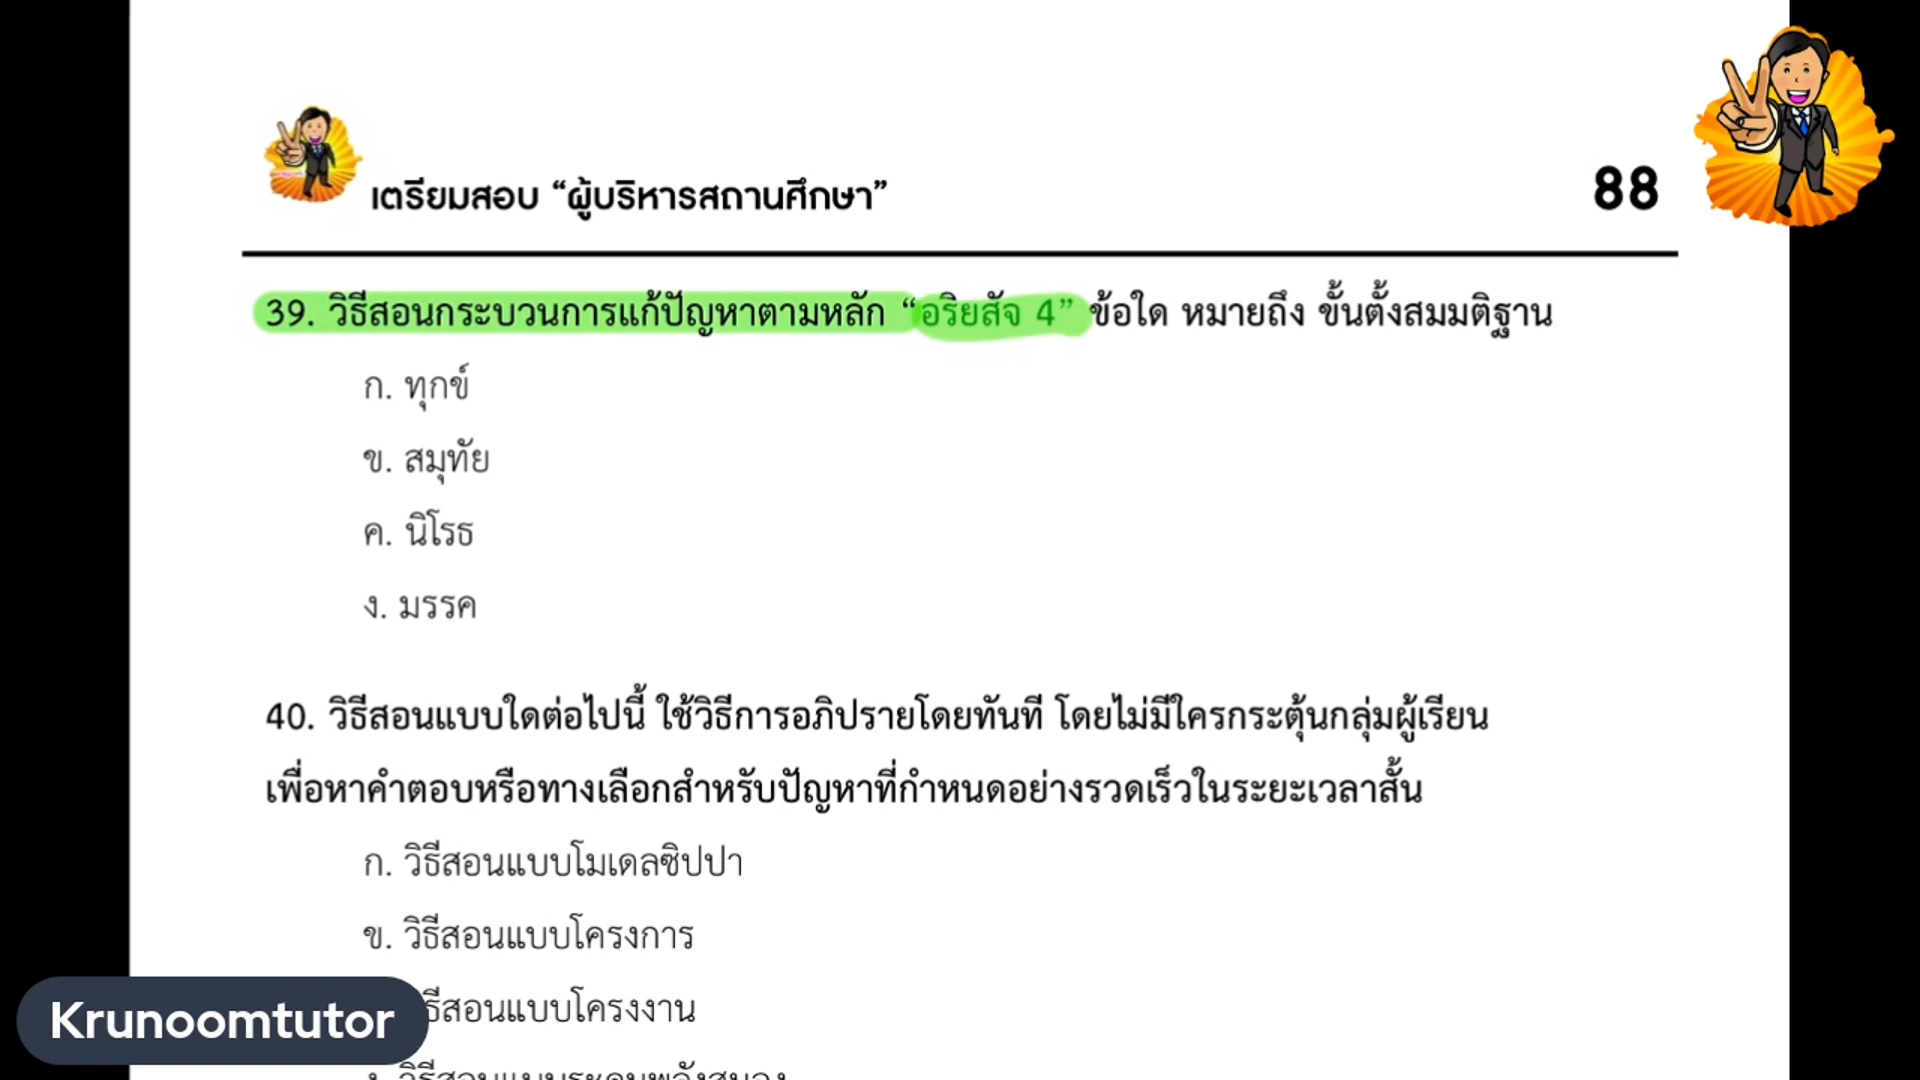 เตรียมสอบ “ผู้บริหารสถานศึกษา”
88
39. วิธีสอนกระบวนการแก้ปัญหาตามหลัก “อริยสัจ 4” ข้อใด หมายถึง ขั้นตั้งสมมติฐาน
ก. ทุกข์
ข. สมุทัย
ค. นิโรธ
ง. มรรค
40. วิธีสอนแบบใดต่อไปนี้ ใช้วิธีการอภิปรายโดยทันที โดยไม่มีใครกระตุ้นกลุ่มผู้เรียน
เพื่อหาคำตอบหรือทางเลือกสำหรับปัญหาที่กำหนดอย่างรวดเร็วในระยะเวลาสั้น
ก. วิธีสอนแบบโมเดลซิปปา
ข. วิธีสอนแบบโครงการ
ธีสอนแบบโครงงาน
Krunoomtutor